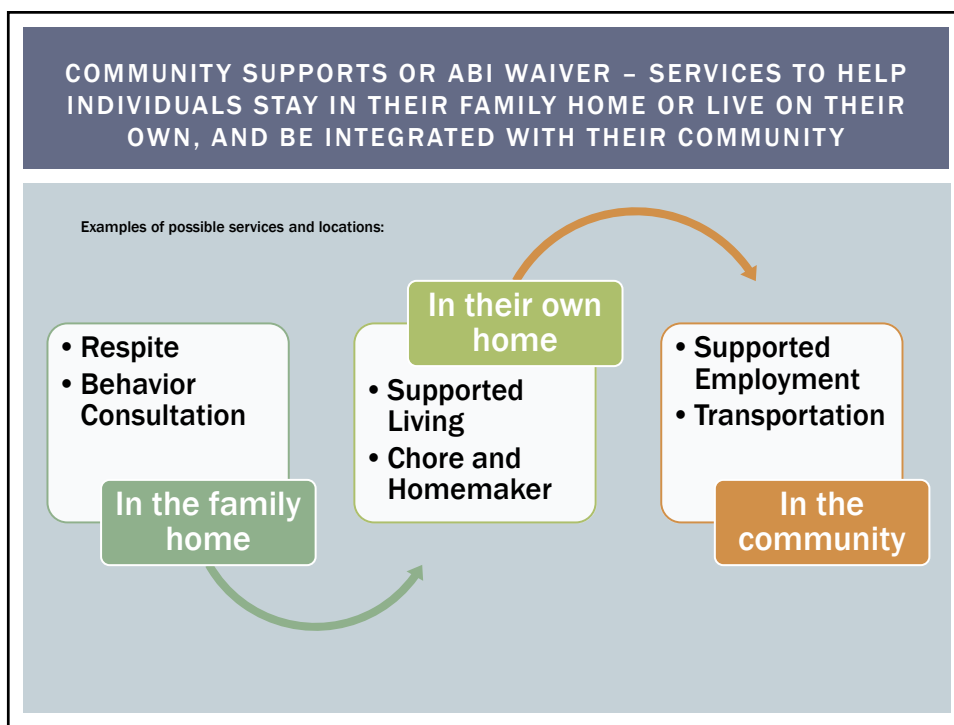 COMMUNITY SUPPORTS OR ABI WAIVER – SERVICES TO HELP
INDIVIDUALS STAY IN THEIR FAMILY HOME OR LIVE ON THEIR
OWN, AND BE INTEGRATED WITH THEIR COMMUNITY
Examples of possible services and locations:
• Respite
• Behavior
Consultation
In the family
home
In their own
home
• Supported
Living
• Chore and
Homemaker
• Supported
Employment
• Transportation
In the
community